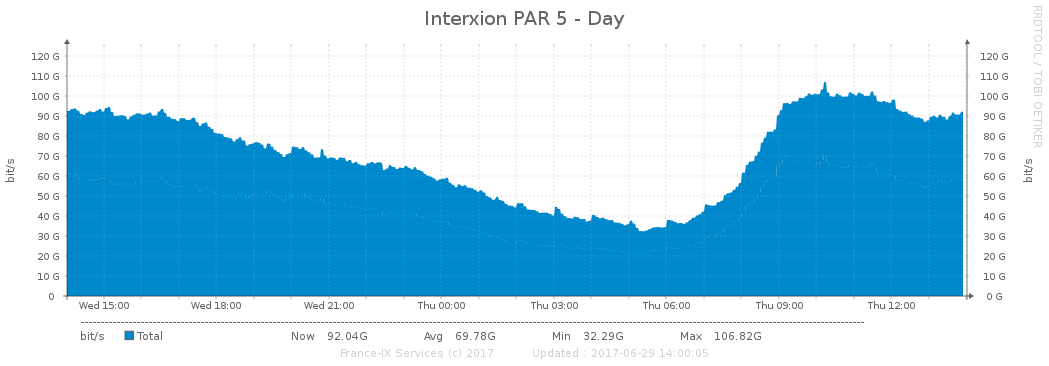 Interxion PAR 5 - Day
RRDTOOL / TOBI OETIKER
bit/s
120 G 120 G
110 G 110 G
100 G 100 G
90 G 90 G
80 G 80 G
70 G 70 G
60 G 60 G
50 G 50 G
40 G 40 G
30 G 30 G
20 G 20 G
10 G 10 G
0 0 G
bit/s
Wed 15:00 Wed 18:00 Wed 21:00 Thu 00:00 Thu 03:00 Thu 06:00 Thu 09:00 Thu 12:00
bit/s Total Now 92.04G Avg 69.78G Min 32.29G Max 106.82G
France-IX Services (c) 2017 Updated : 2017-06-29 14:00:05